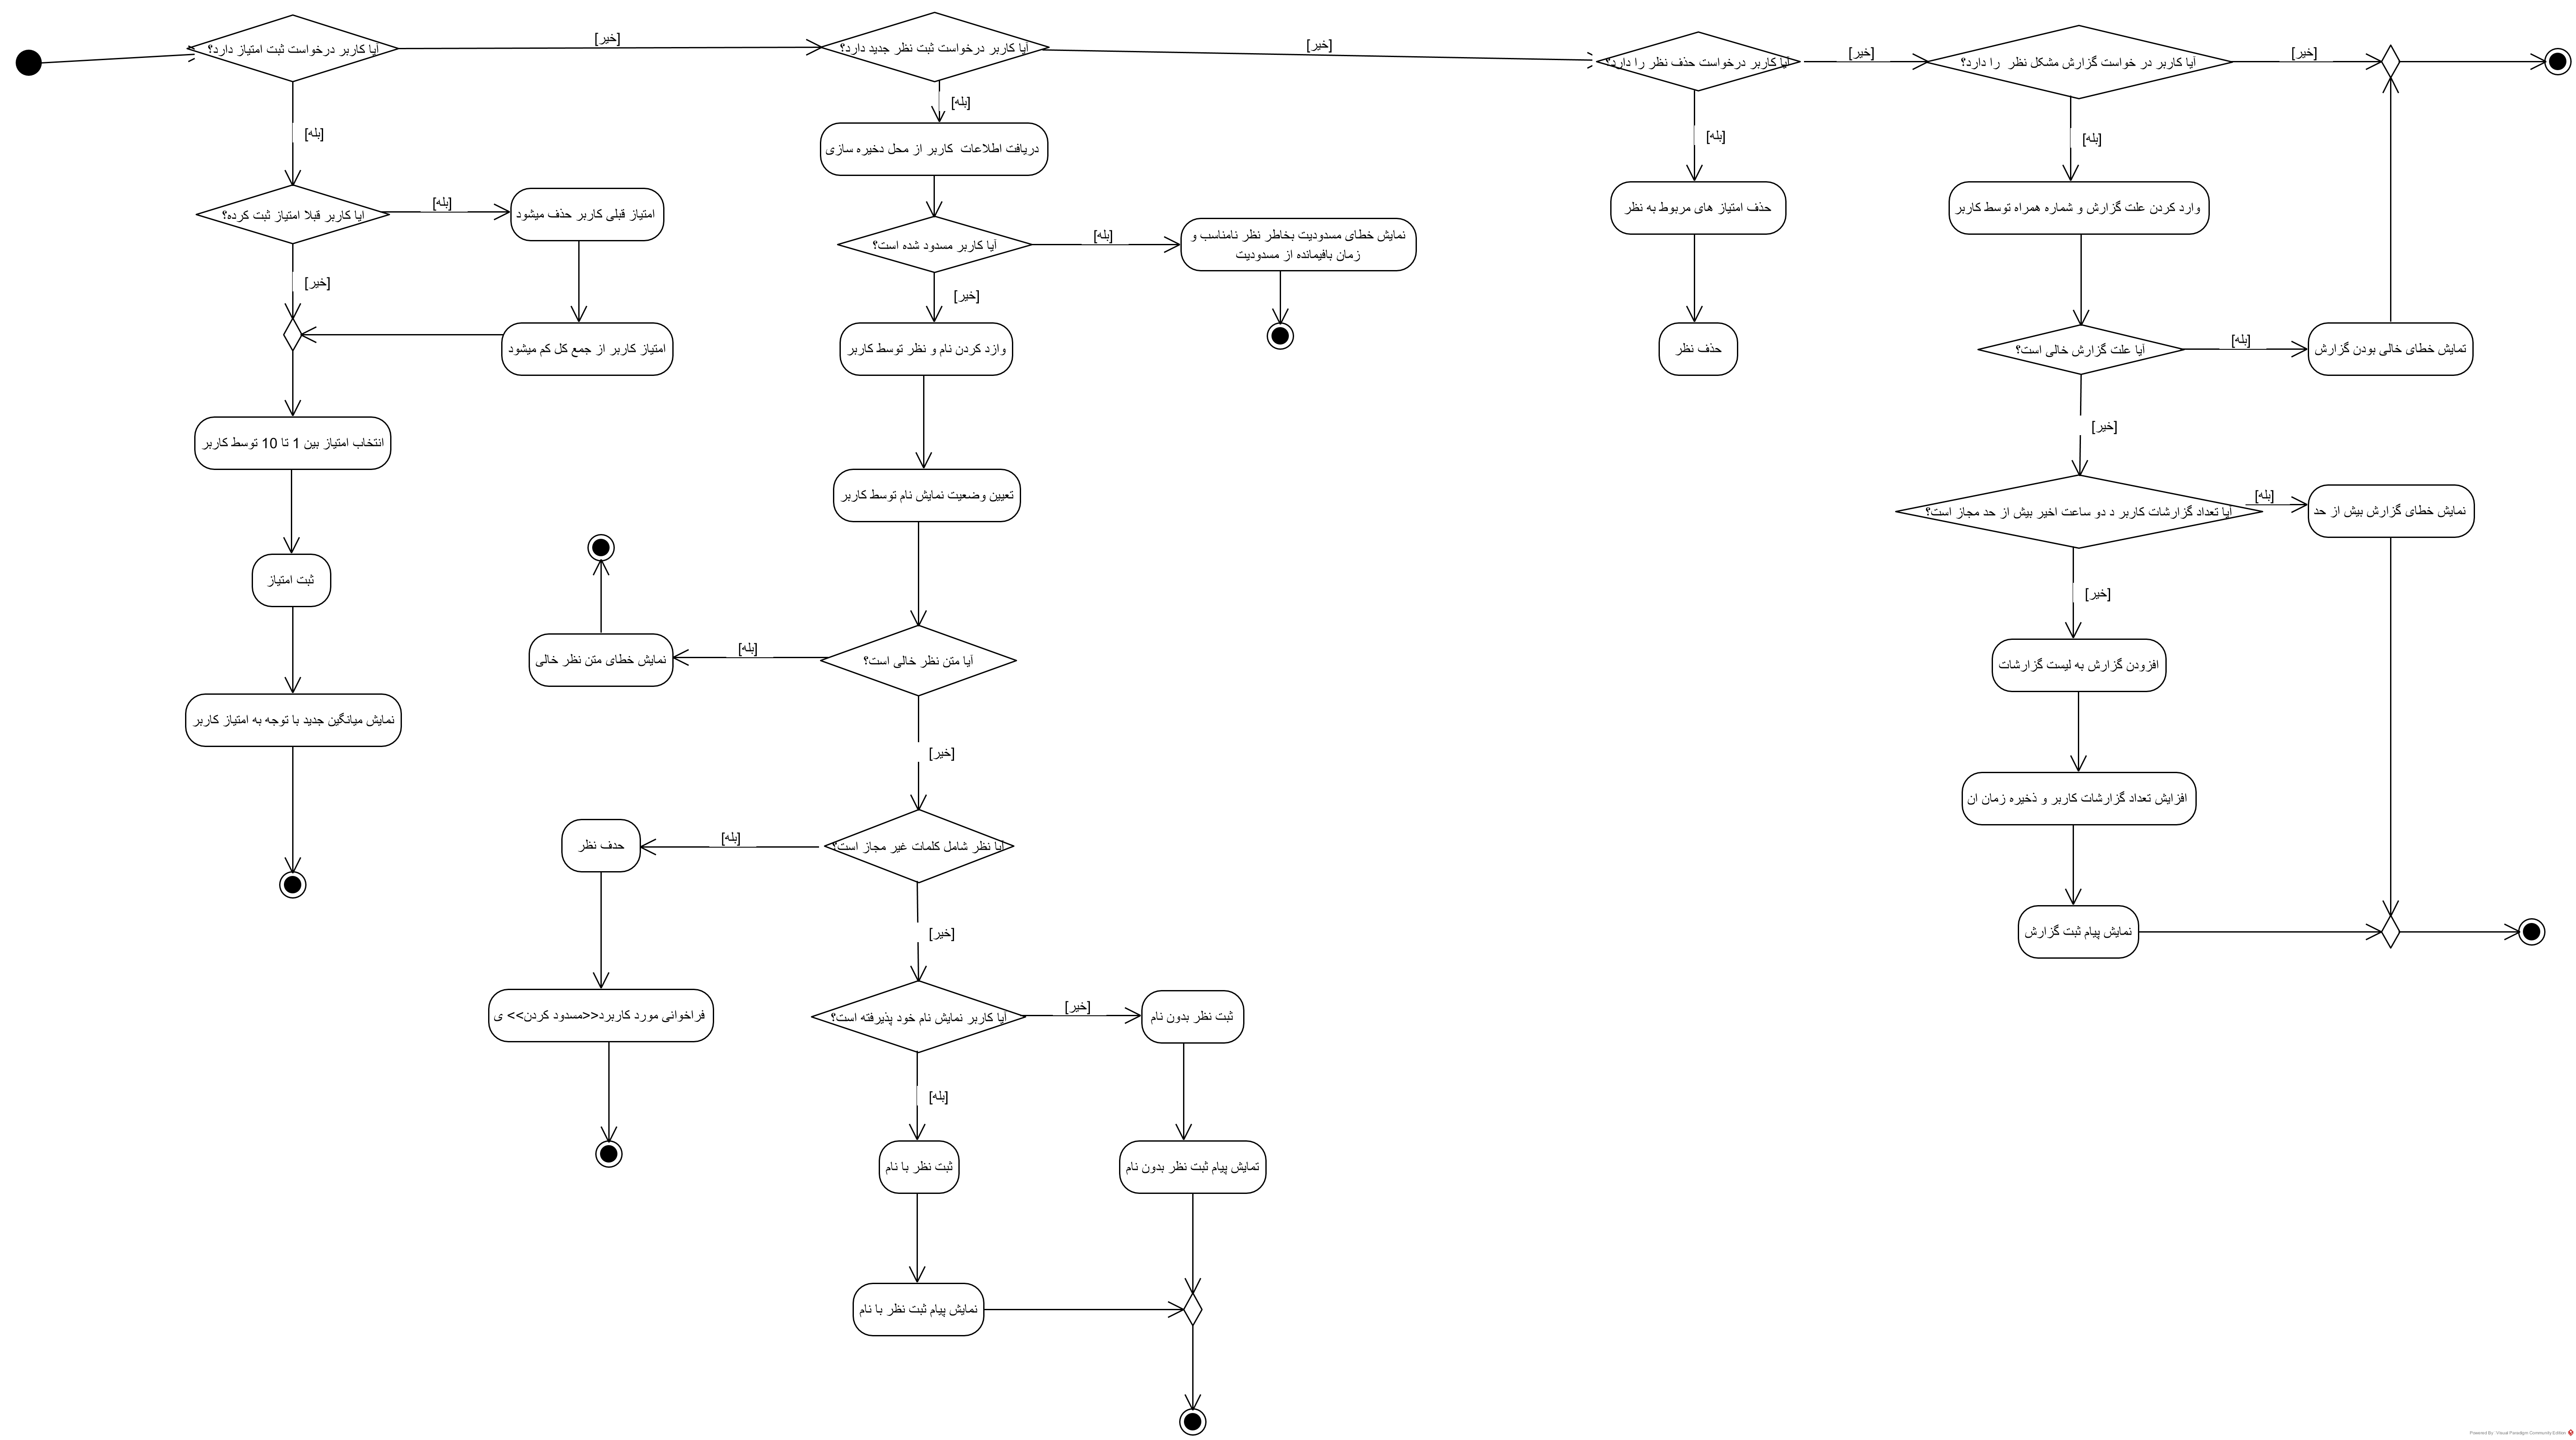 آیا کاربر درخواست ثبت امتیاز دارد؟
[خیر]
[بله]
ایا کاربر قبلا امتیاز ثبت کرده؟
[بله]
امتیاز قبلی کاربر حذف میشود
[خیر]
امتیاز کاربر از جمع کل کم میشود
انتخاب امتیاز بین 1 تا 10 توسط کاربر
ثبت امتیاز
نمایش میانگین جدید با توجه به امتیاز کاربر
آیا کاربر درخواست ثبت نظر جدید دارد؟
[خیر]
[بله]
دریافت اطلاعات کاربر از محل دخیره سازی
آیا کاربر مسدود شده است؟
[بله]
نمایش خطای مسدودیت بخاطر نظر نامناسب و
زمان باقیمانده از مسدودیت
[خیر]
وازد کردن نام و نظر توسط کاربر
تعیین وضعیت نمایش نام توسط کاربر
آیا متن نظر خالی است؟
[بله]
نمایش خطای متن نظر خالی
[خیر]
آیا نظر شامل کلمات غیر مجاز است؟
[بله]
حدف نظر
فراخوانی مورد کاربرد<<مسدود کردن>> ی
[خیر]
آیا کاربر نمایش نام خود پذیرفته است؟
[خیر]
ثبت نظر بدون نام
[بله]
ثبت نظر با نام
تمایش پیام ثبت نظر بدون نام
نمایش پیام ثبت نظر با نام
آیا کاربر درخواست حذف نظر را دارد؟
[خیر]
[بله]
حذف امتیاز های مربوط به نظر
حذف نظر
آیا کاربر در خواست گزارش مشکل نظر را دارد؟
[خیر]
[بله]
وارد کردن علت گزارش و شماره همراه توسط کاربر
آیا علت گزارش خالی است؟
[بله]
تمایش خطای خالی بودن گزارش
[خیر]
آیا تعداد گزارشات کاربر د دو ساعت اخیر بیش از حد مجاز است؟
[بله]
نمایش خطای گزارش بیش از حد
[خیر]
افزودن گزارش به لیست گزارشات
افزایش تعداد گزارشات کاربر و ذخیره زمان ان
نمایش پیام ثبت گزارش
Powered By Visual Paradigm Community Edition